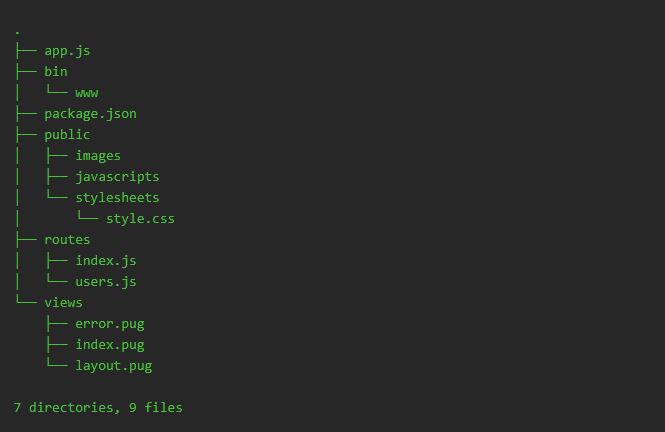 .
├── app.js
├── bin
│   └── www
├── package.json
├── public
│   ├── images
│   ├── javascripts
│   └── stylesheets
│       └── style.css
├── routes
│   ├── index.js
│   └── users.js
└── views
    ├── error.pug
    ├── index.pug
    └── layout.pug

7 directories, 9 files